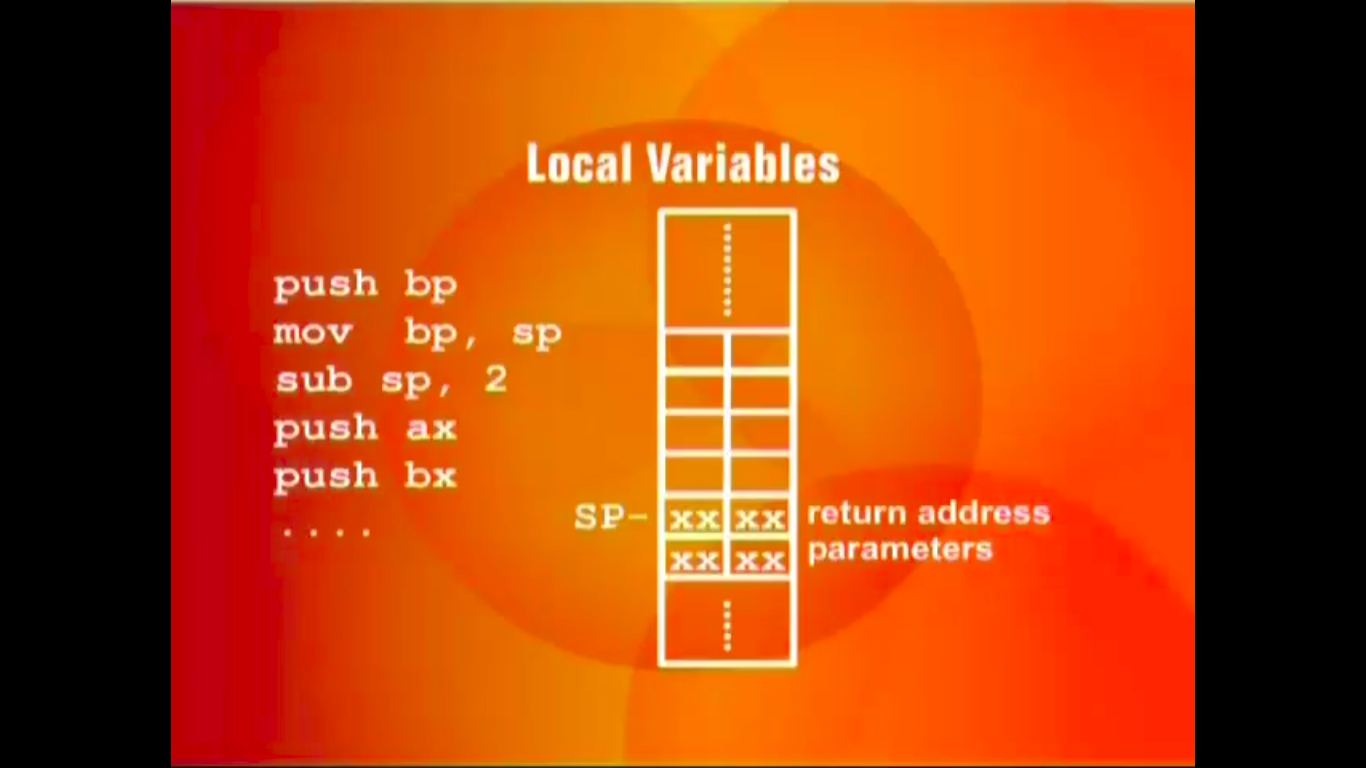 Local Variables
push bp
mov bp, sp
sub sp, 2
push ax
push bx
....
SP- xx xx return address
xx xx parameters